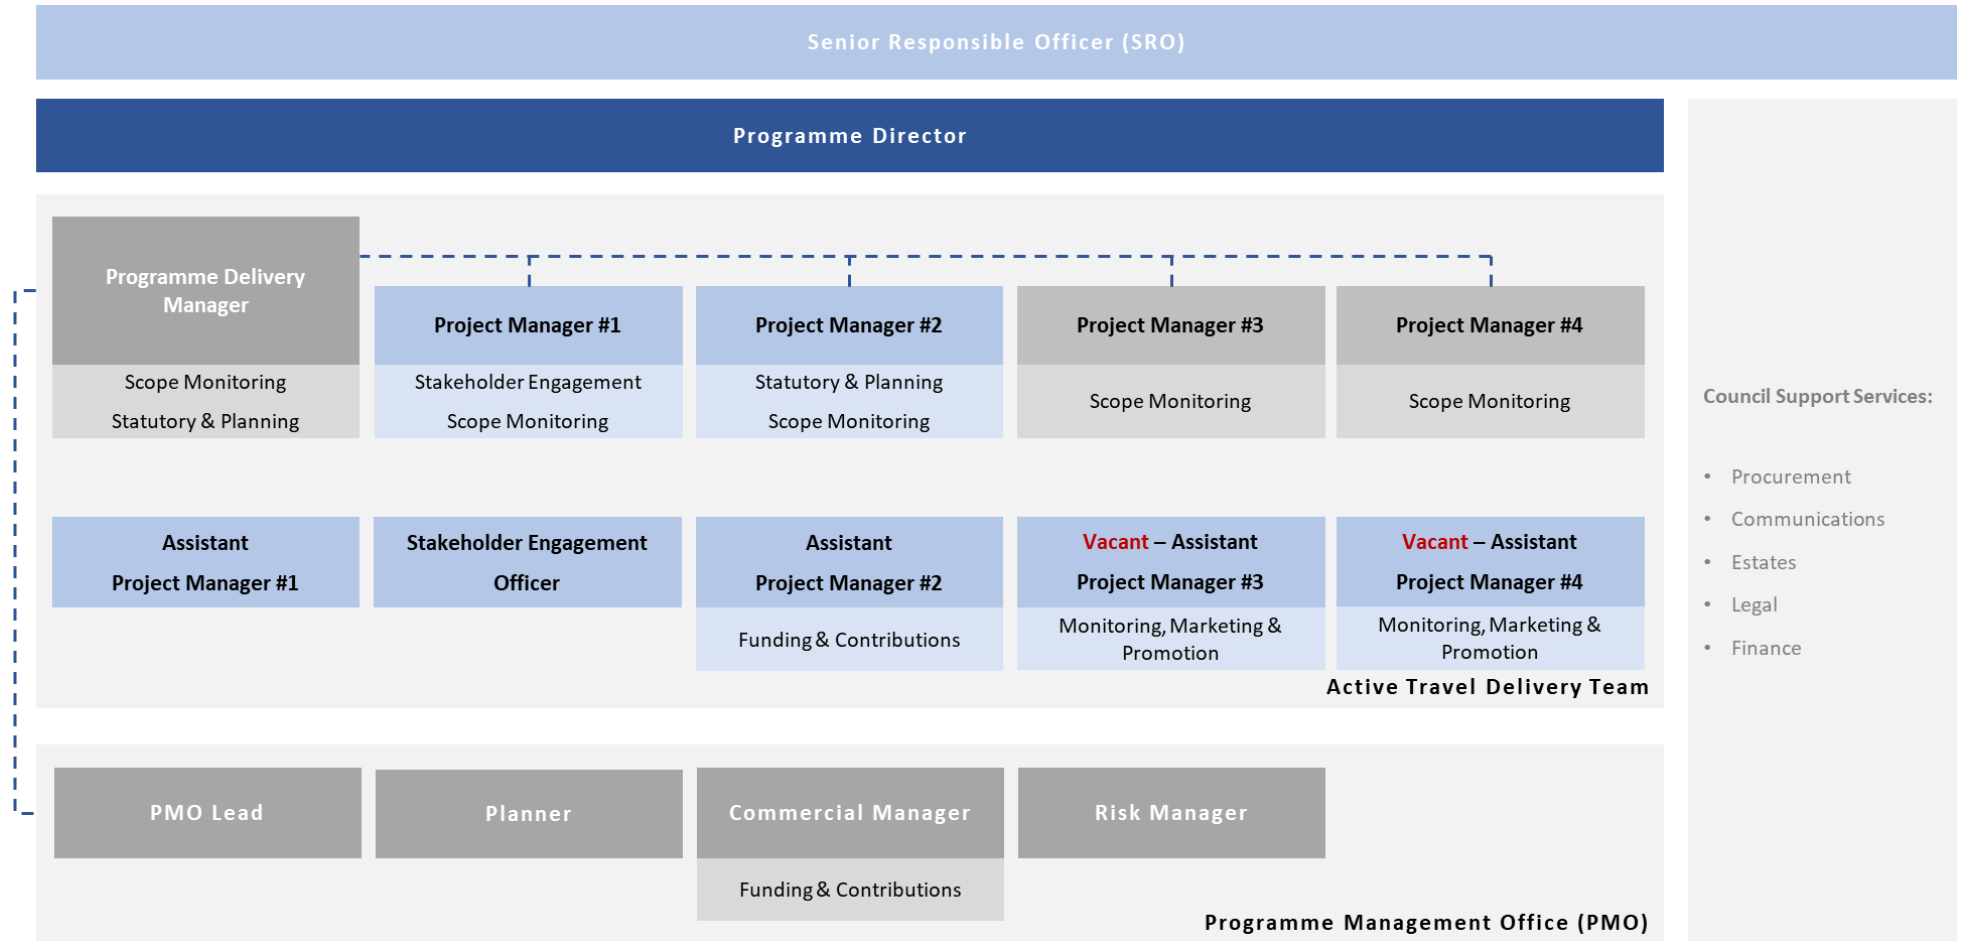 Senior Responsible Officer (SRO)
Programme Director
Programme Delivery
Manager
Scope Monitoring
Statutory & Planning
Project Manager #1
Stakeholder Engagement
Scope Monitoring
Project Manager #2
Statutory & Planning
Scope Monitoring
Project Manager #3
Scope Monitoring
Project Manager #4
Scope Monitoring
Assistant
Project Manager #1
Stakeholder Engagement
Officer
Assistant
Project Manager #2
Funding & Contributions
Vacant – Assistant
Project Manager #3
Monitoring, Marketing &
Promotion
Vacant – Assistant
Project Manager #4
Monitoring, Marketing &
Promotion
Active Travel Delivery Team
PMO Lead
Planner
Commercial Manager
Funding & Contributions
Risk Manager
Programme Management Office (PMO)
Council Support Services:
• Procurement
• Communications
• Estates
• Legal
• Finance